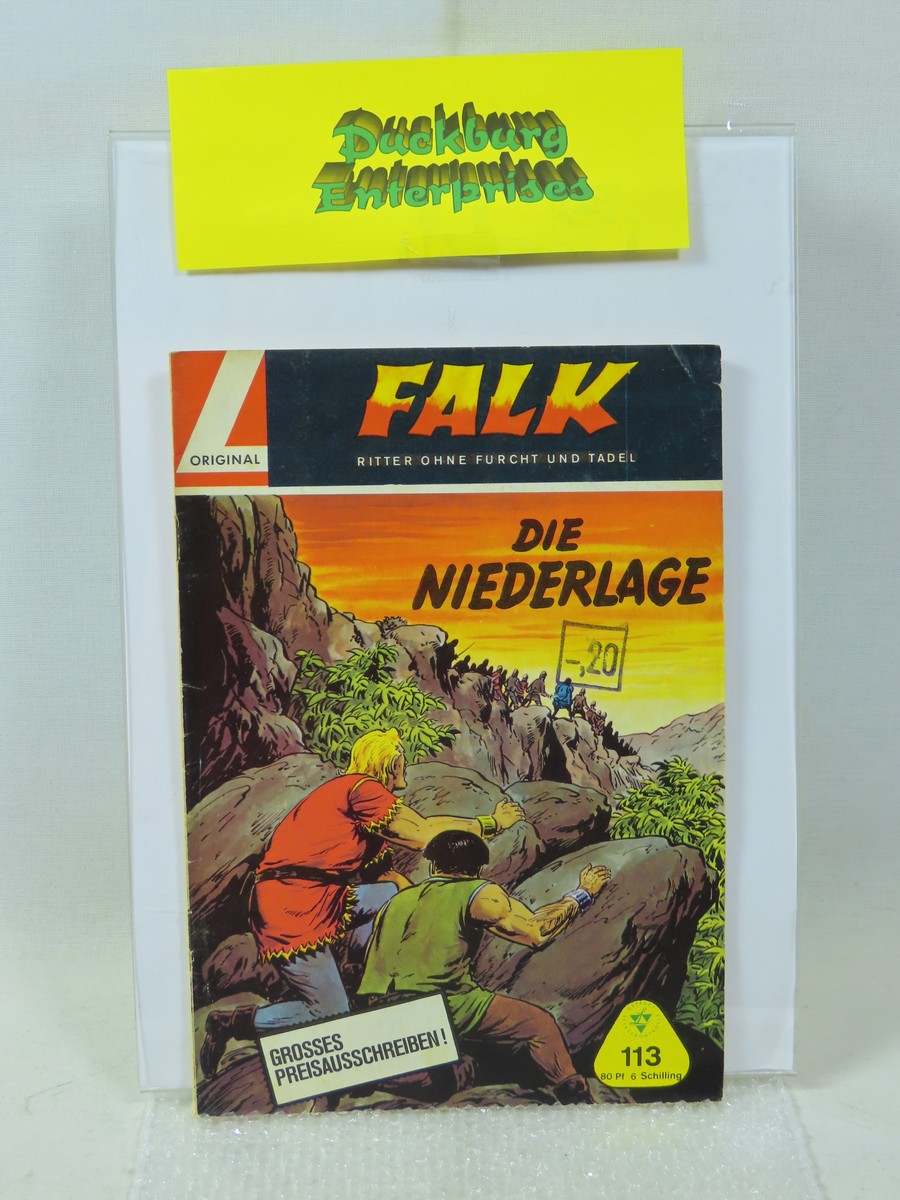 Duckburg
Enterprises
ORIGINAL
FALK
RITTER OHNE FURCHT UND TADEL
DIE
NIEDERLAGE
-,20
GROSSES
PREISAUSSCHREIBEN!
113
80 Pf 6 Schilling